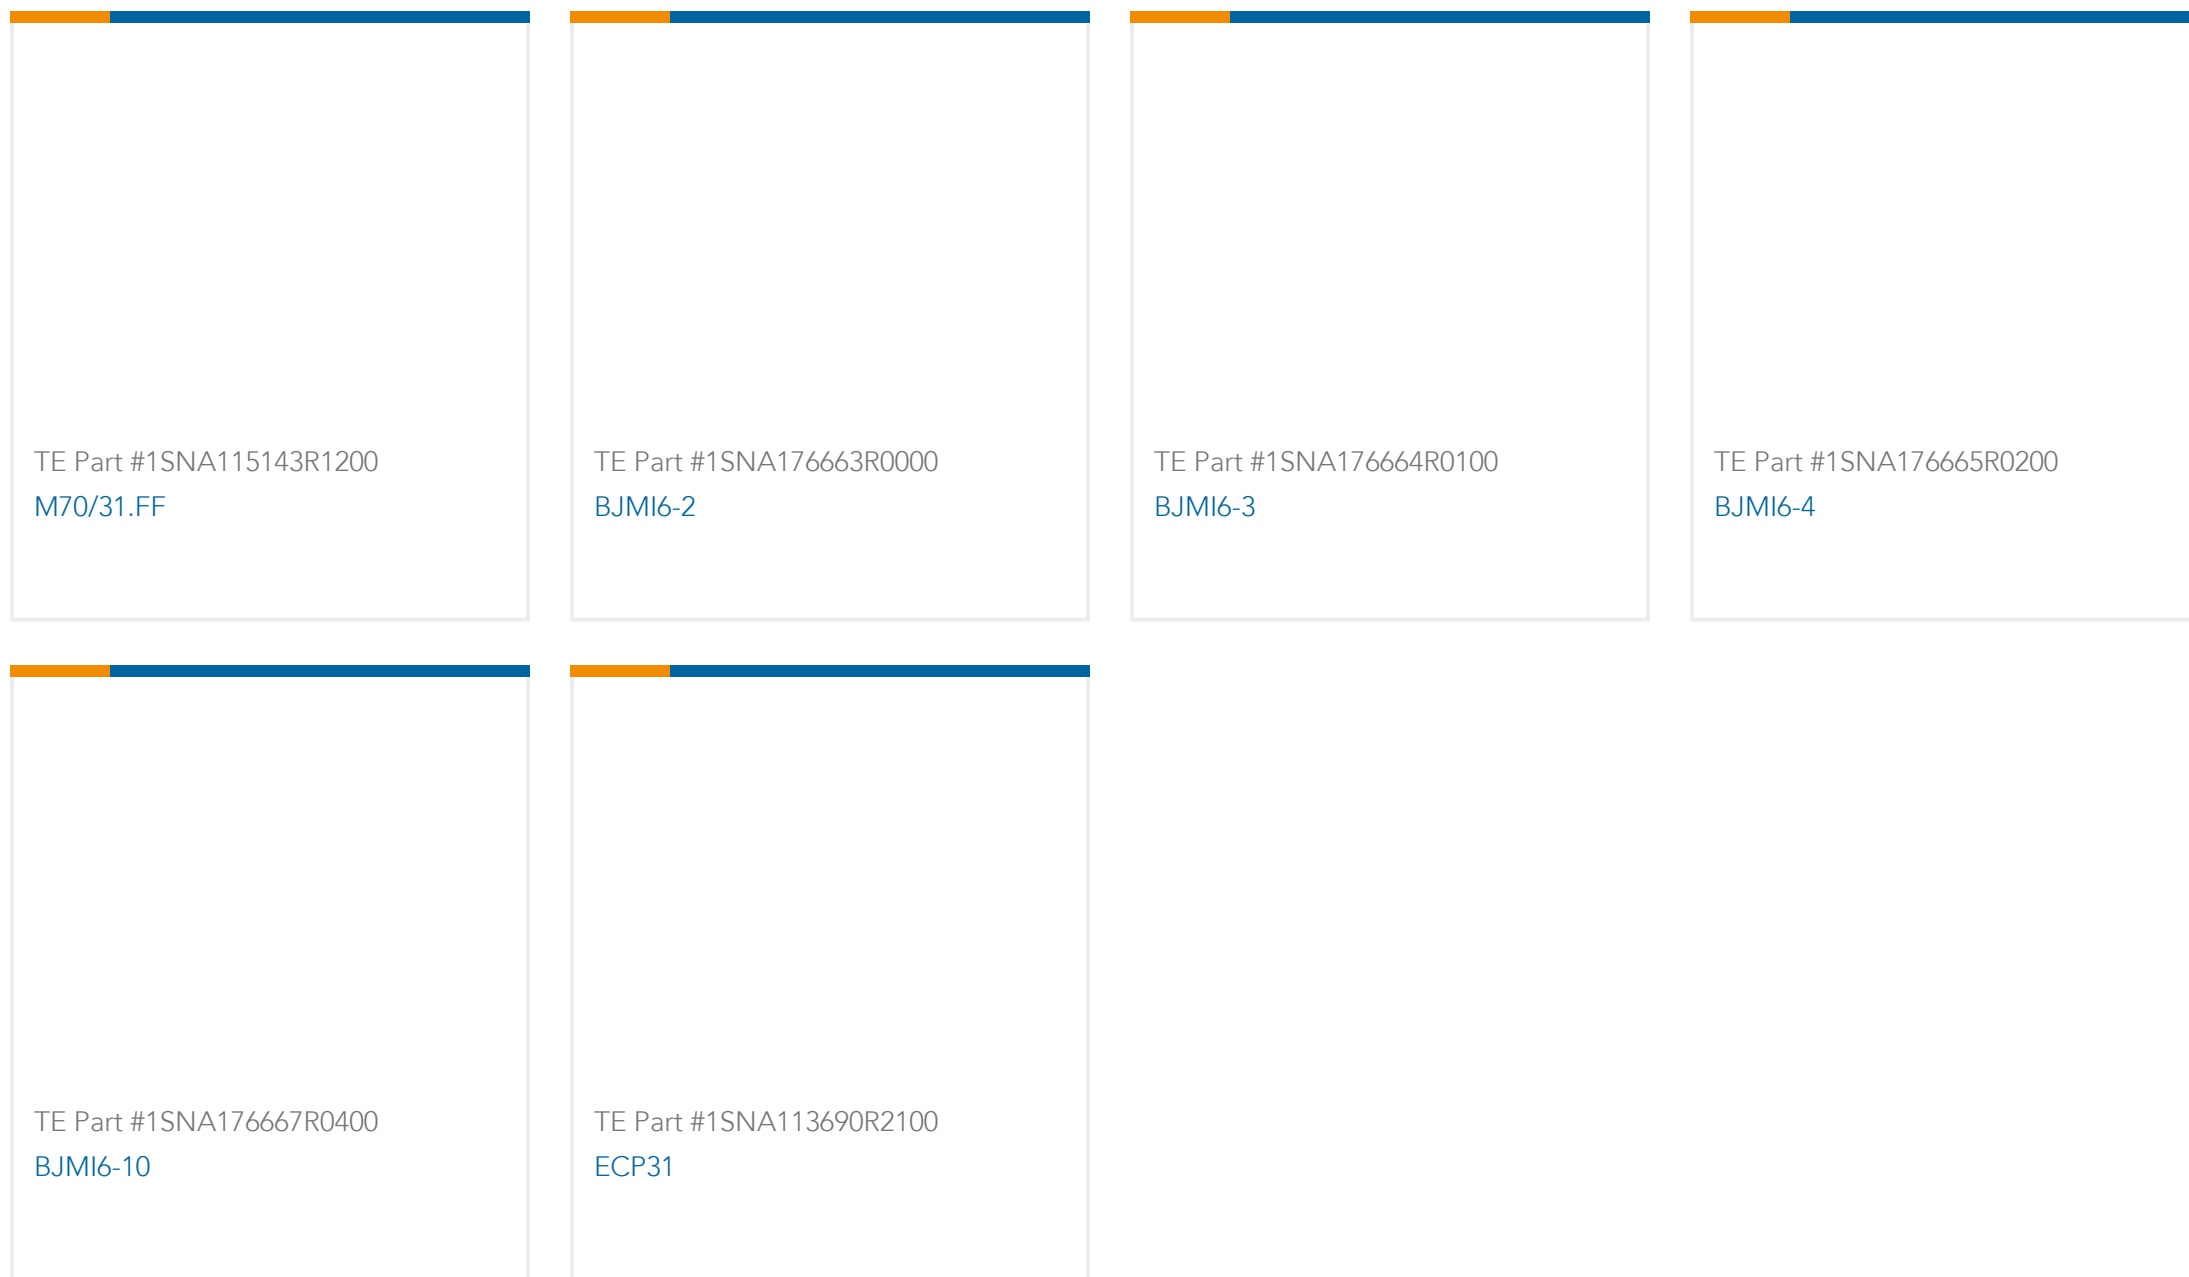 TE Part #1SNA115143R1200
M70/31.FF
TE Part #1SNA176663R0000
BJMI6-2
TE Part #1SNA176664R0100
BJMI6-3
TE Part #1SNA176665R0200
BJMI6-4
TE Part #1SNA176667R0400
BJMI6-10
TE Part #1SNA113690R2100
ECP31